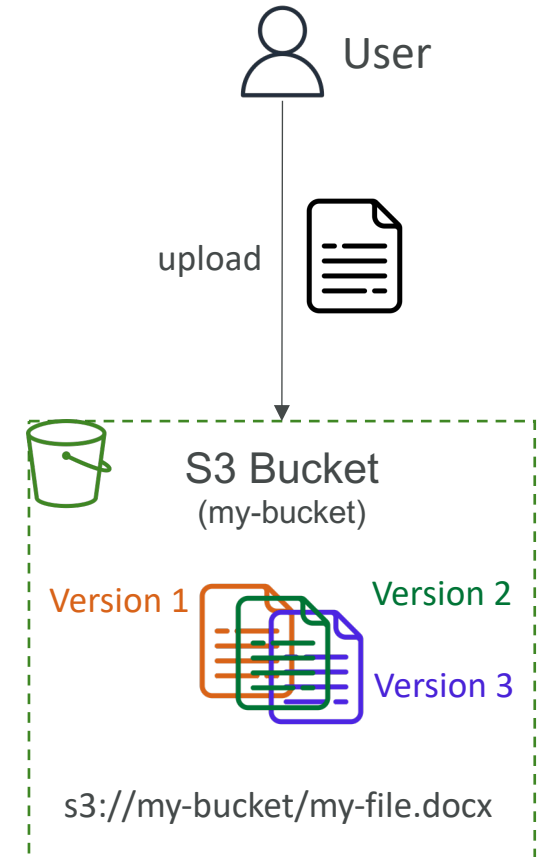 User
upload
S3 Bucket
(my-bucket)
Version 1
Version 2
Version 3
s3://my-bucket/my-file.docx